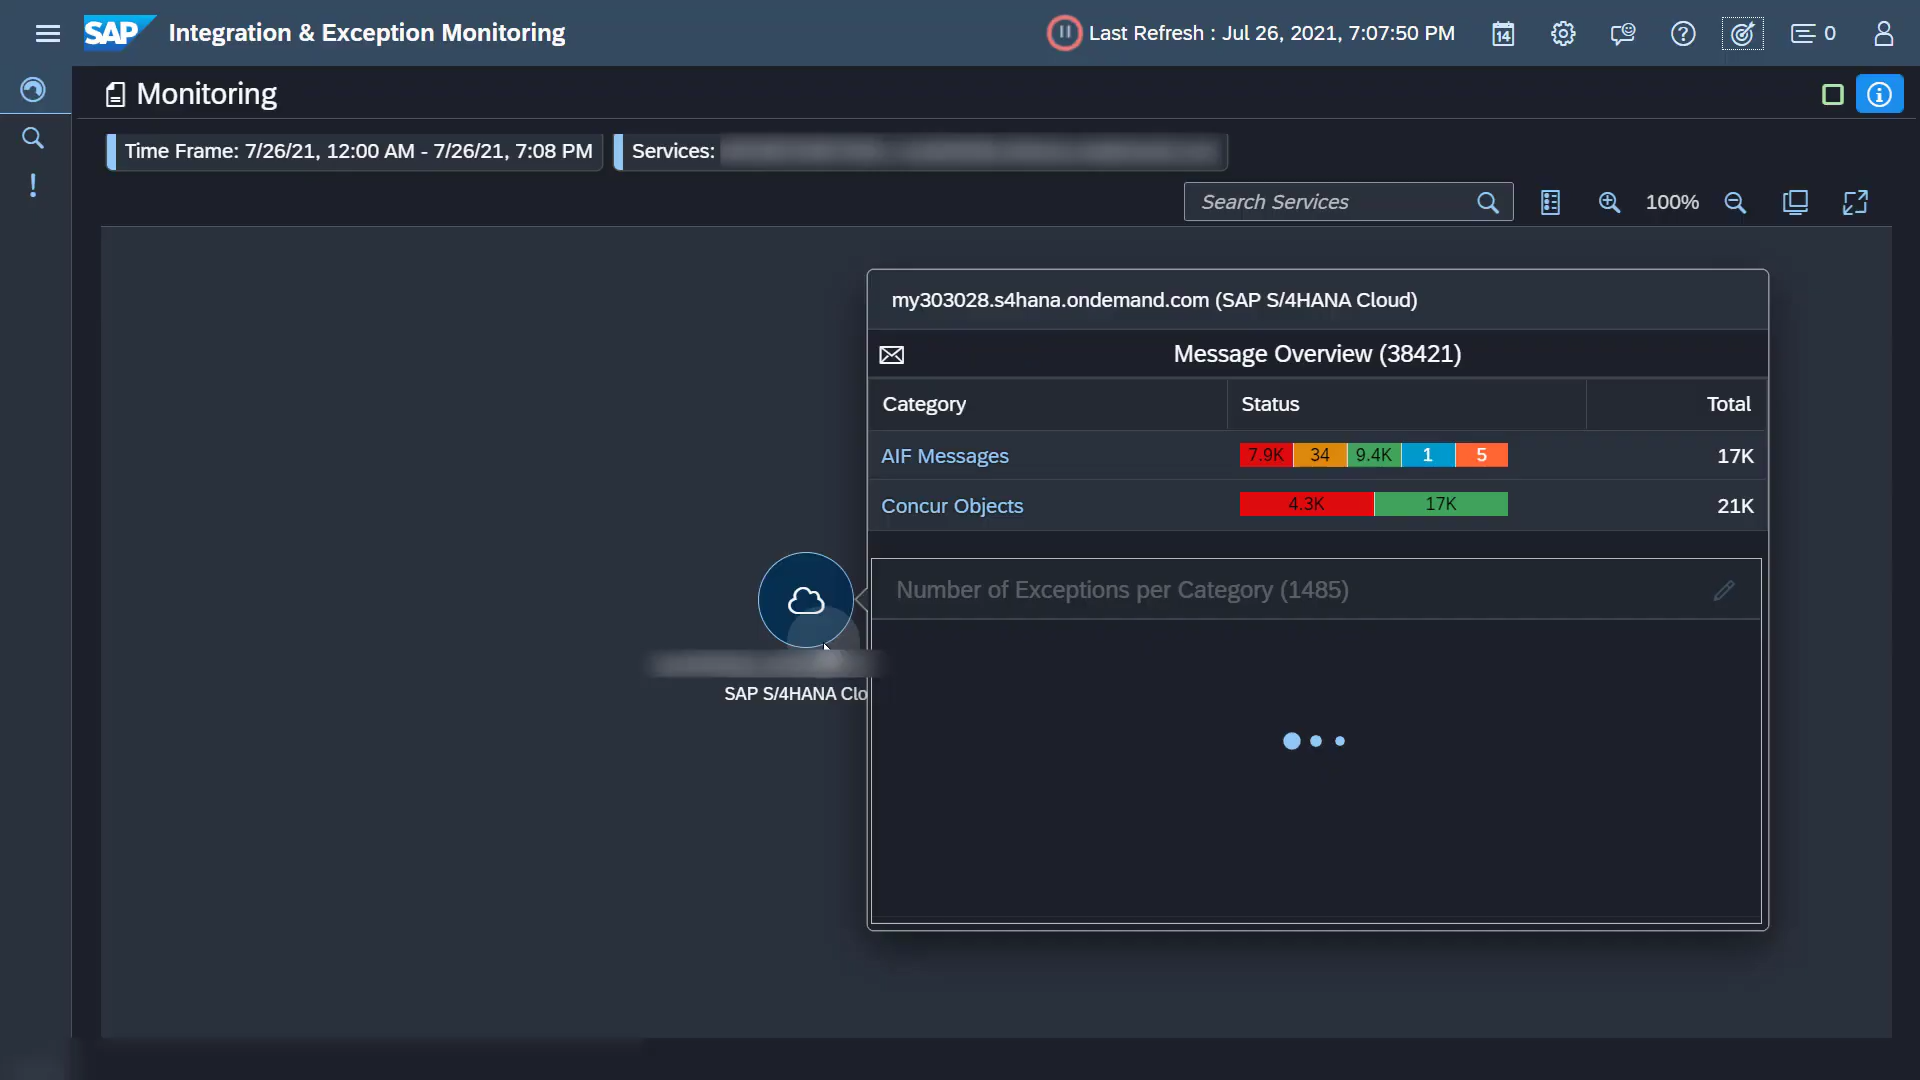 SAP Integration & Exception Monitoring
Last Refresh : Jul 26, 2021, 7:07:50 PM
14
0
Monitoring
Time Frame: 7/26/21, 12:00 AM - 7/26/21, 7:08 PM
Services:
Search Services
100%
my303028.s4hana.ondemand.com (SAP S/4HANA Cloud)
Message Overview (38421)
Category Status Total
AIF Messages 7.9K 34 9.4K 1 5 17K
Concur Objects 4.3K 17K 21K
Number of Exceptions per Category (1485)
SAP S/4HANA Clo